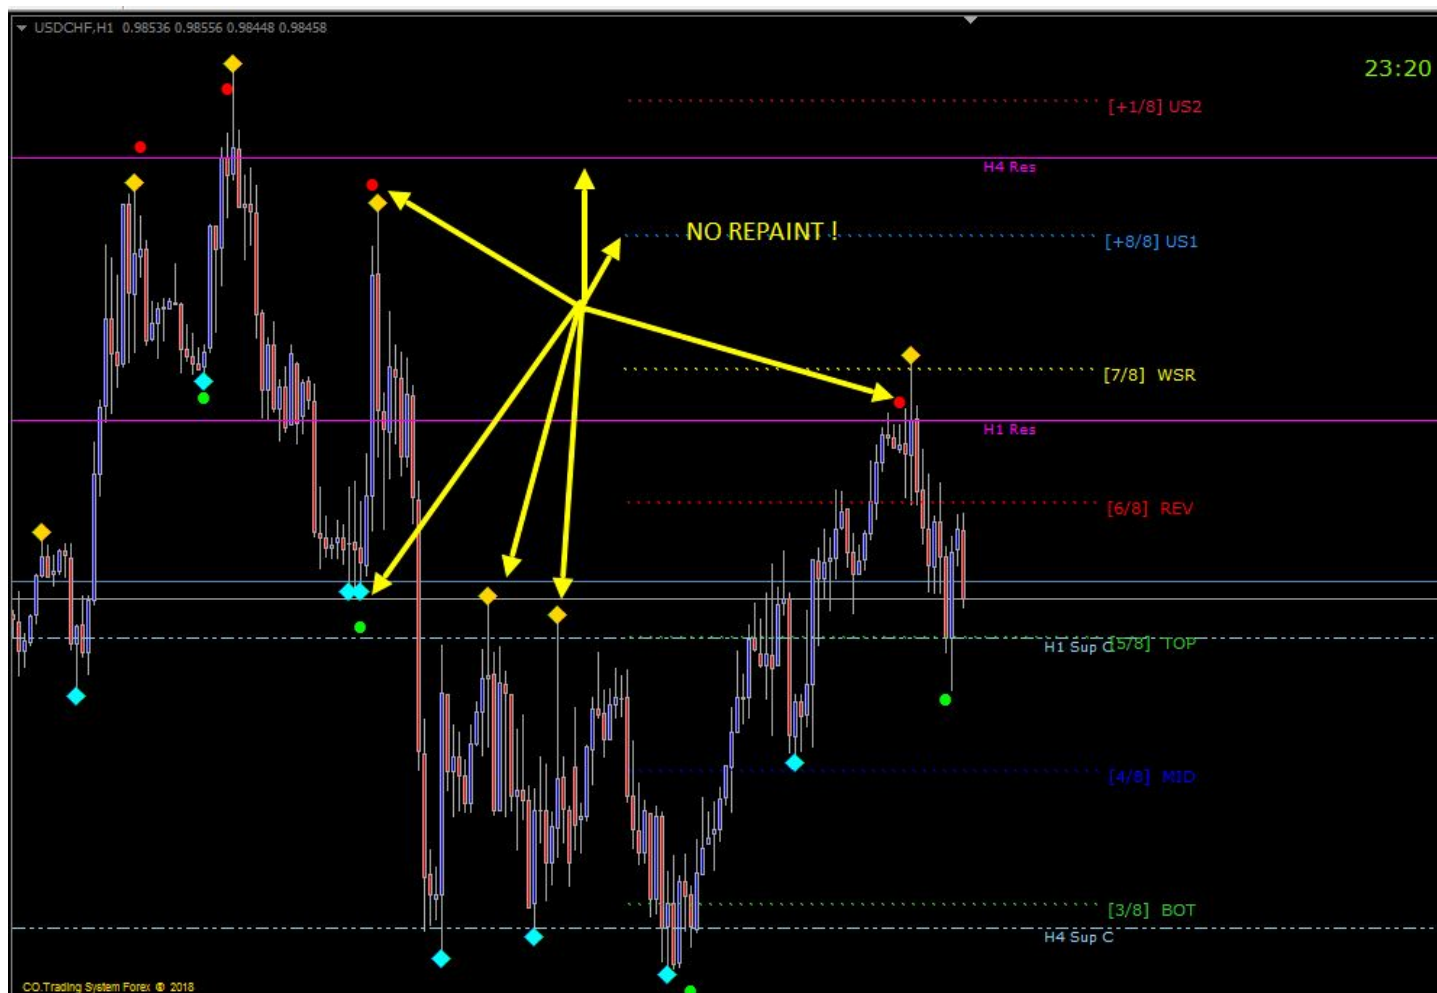 USDCHF,H1 0.98536 0.98556 0.98448 0.98458
23:20
[+1/8] US2
H4 Res
NO REPAINT !
[+8/8] US1
[7/8] WSR
H1 Res
[6/8] REV
H1 Sup C
[5/8] TOP
[4/8] MID
[3/8] BOT
H4 Sup C
CO.Trading System Forex © 2018